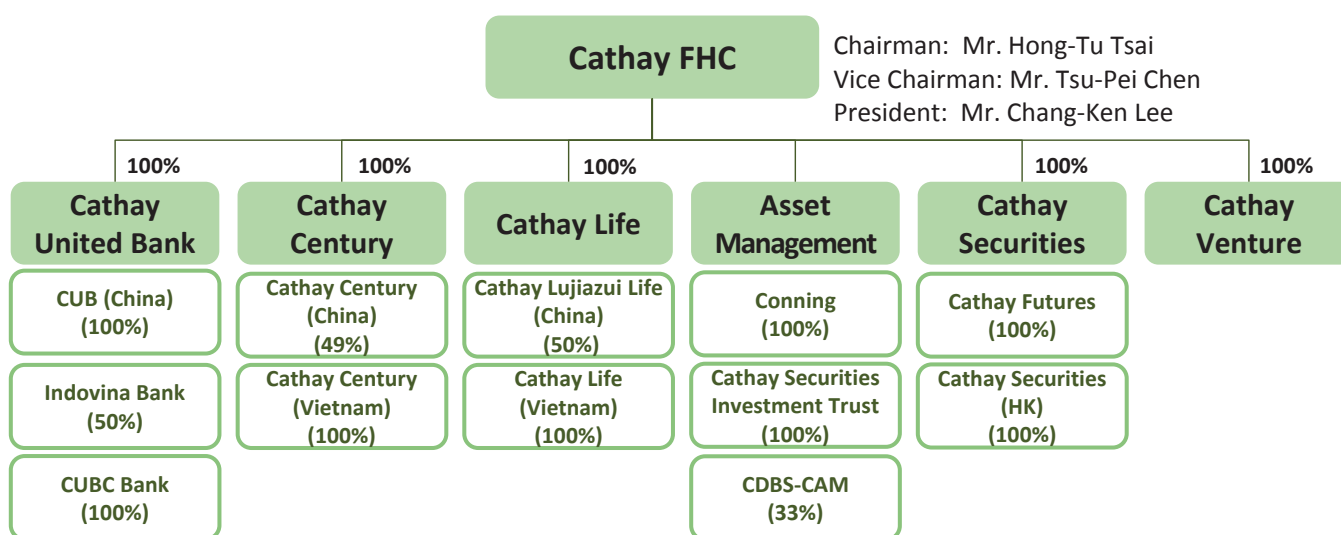 Cathay FHC
Chairman:  Mr. Hong-Tu Tsai
Vice Chairman: Mr. Tsu-Pei Chen
President:  Mr. Chang-Ken Lee
100%
100%
100%
100%
100%
Cathay
United Bank
Cathay
Century
Cathay Life
Asset
Management
Cathay
Securities
Cathay
Venture
CUB (China)
(100%)
Cathay Century
(China)
(49%)
Cathay Lujiazui Life
(China)
(50%)
Conning
(100%)
Cathay Futures
(100%)
Indovina Bank
(50%)
Cathay Century
(Vietnam)
(100%)
Cathay Life
(Vietnam)
(100%)
Cathay Securities
Investment Trust
(100%)
Cathay Securities
(HK)
(100%)
CUBC Bank
(100%)
CDBS-CAM
(33%)